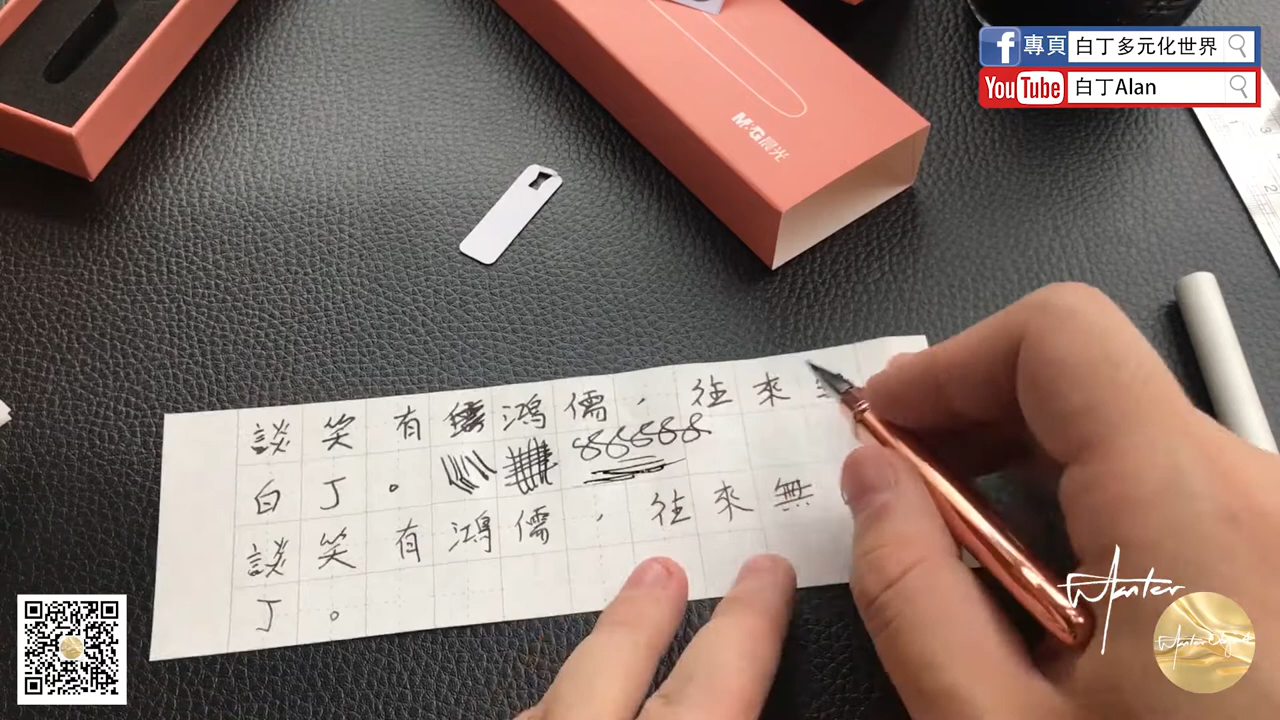 專頁 白丁多元化世界
YouTube 白丁Alan
M&G晨光
談笑有鴻儒，往來
白丁。
888888
談笑有鴻儒，往來無
丁。